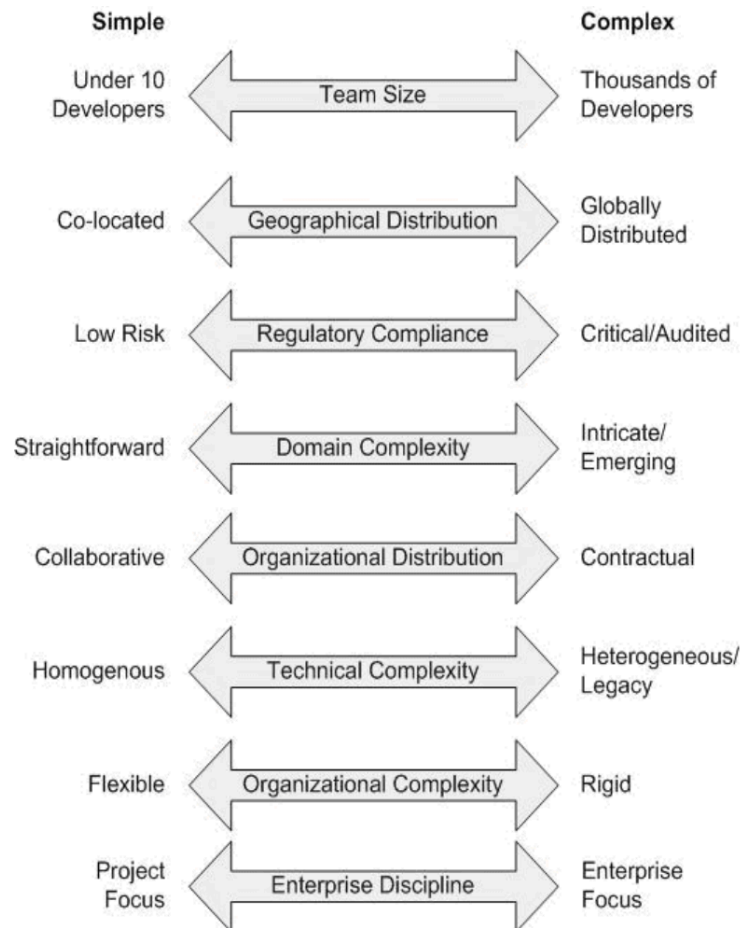 Simple
Complex
Under 10
Developers
Team Size
Thousands of
Developers
Co-located
Geographical Distribution
Globally
Distributed
Low Risk
Regulatory Compliance
Critical/Audited
Straightforward
Domain Complexity
Intricate/
Emerging
Collaborative
Organizational Distribution
Contractual
Homogenous
Technical Complexity
Heterogeneous/
Legacy
Flexible
Organizational Complexity
Rigid
Project
Focus
Enterprise Discipline
Enterprise
Focus